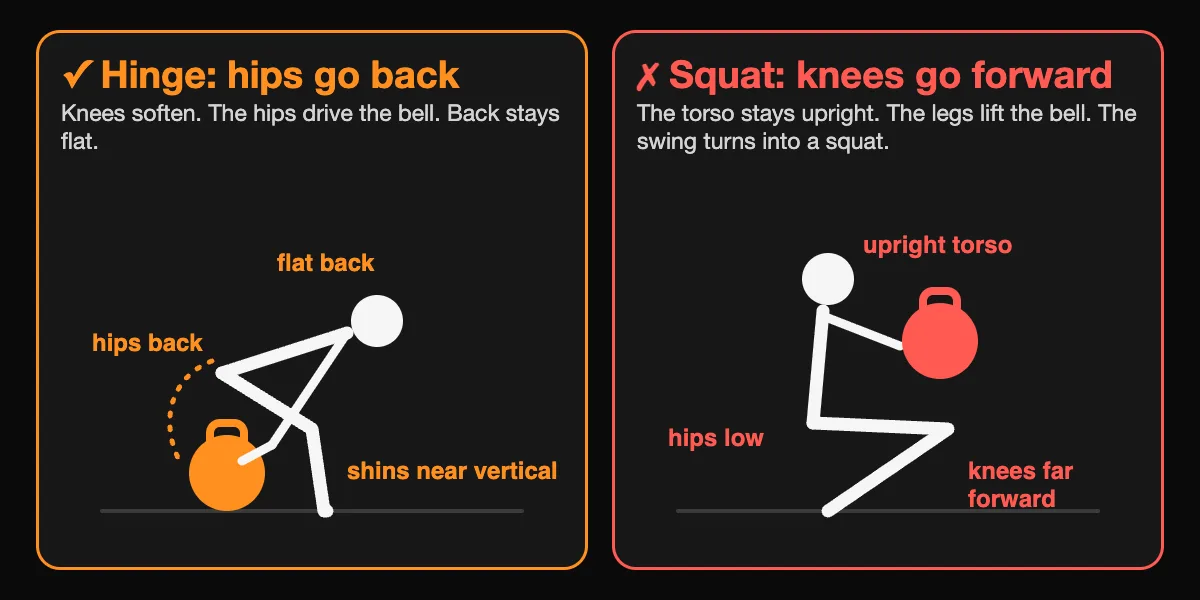 ✓ Hinge: hips go back
Knees soften. The hips drive the bell. Back stays
flat.
flat back
hips back
shins near vertical
✗ Squat: knees go forward
The torso stays upright. The legs lift the bell. The
swing turns into a squat.
upright torso
hips low
knees far
forward